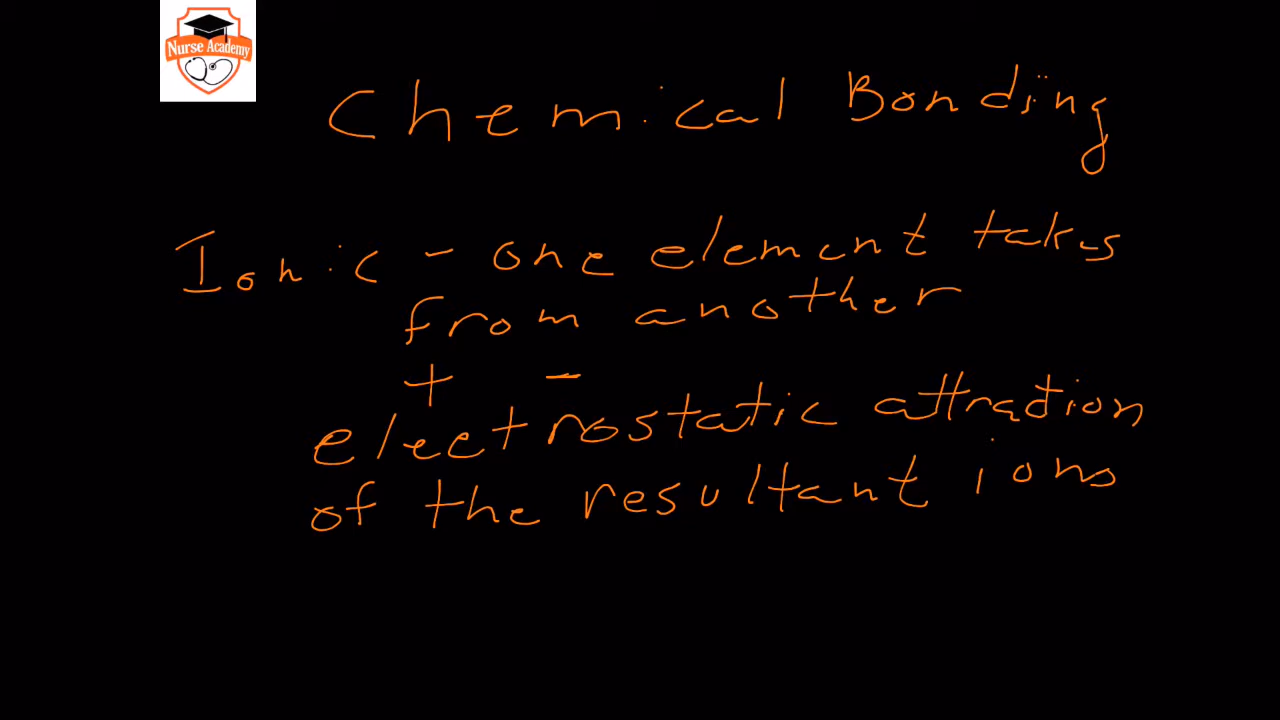 Nurse Academy
Chemical Bonding
Ionic - one element takes
from another
+ -
electrostatic attraction
of the resultant ions